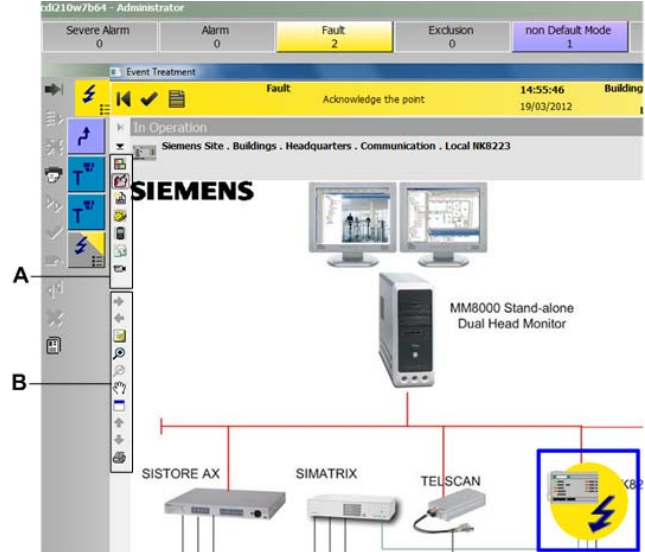 cdi210w7b64 - Administrator
Severe Alarm
0
Alarm
0
Fault
2
Exclusion
0
non Default Mode
1
Event Treatment
Fault
Acknowledge the point
14:55:46
19/03/2012
Building
In Operation
Siemens Site . Buildings . Headquarters . Communication . Local NK8223
T
T
SIEMENS
A
MM8000 Stand-alone
Dual Head Monitor
B
SISTORE AX
SIMATRIX
TELSCAN
K82